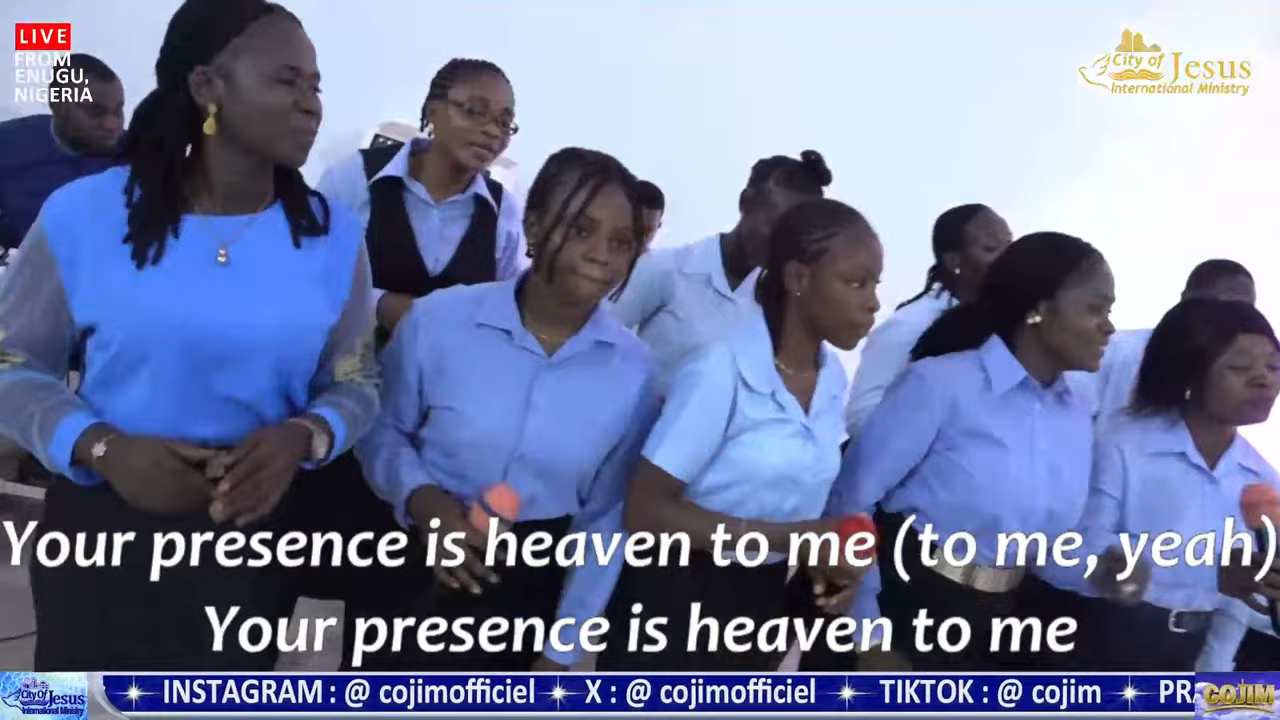 LIVE
FROM
ENUGU,
NIGERIA
City of
Jesus
International Ministry
Your presence is heaven to me (to me, yeah)
Your presence is heaven to me
City Of
Jesus
International Ministry
INSTAGRAM : @ cojimofficiel ✦ X : @ cojimofficiel ✦ TIKTOK : @ cojim ✦ PR
COJIM